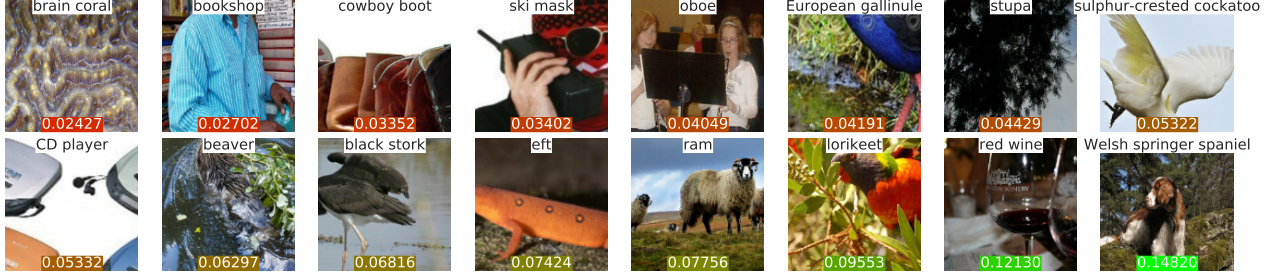 brain coral
bookshop
cowboy boot
ski mask
oboe
European gallinule
stupa
sulphur-crested cockatoo
0.02427
0.02702
0.03352
0.03402
0.04049
0.04191
0.04429
0.05322
CD player
beaver
black stork
eft
ram
lorikeet
red wine
Welsh springer spaniel
WINERY
0.05332
0.06297
0.06816
0.07424
0.07756
0.09553
0.12130
0.14820